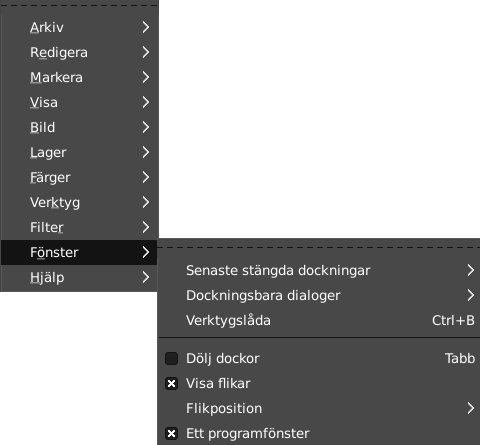 Arkiv
Redigera
Markera
Visa
Bild
Lager
Färger
Verktyg
Filter
Fönster
Hjälp
Senaste stängda dockningar
Dockningsbara dialoger
Verktygslåda Ctrl+B
Dölj dockor Tabb
Visa flikar
Flikposition
Ett programfönster